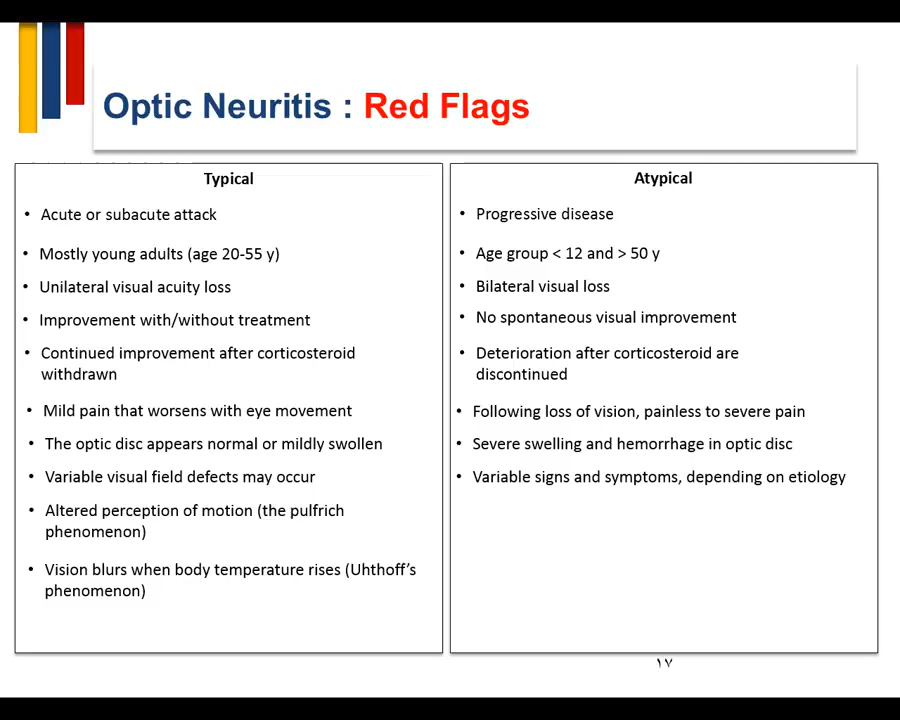 Optic Neuritis : Red Flags
Typical
• Acute or subacute attack
• Mostly young adults (age 20-55 y)
• Unilateral visual acuity loss
• Improvement with/without treatment
• Continued improvement after corticosteroid
withdrawn
• Mild pain that worsens with eye movement
• The optic disc appears normal or mildly swollen
• Variable visual field defects may occur
• Altered perception of motion (the pulfrich
phenomenon)
• Vision blurs when body temperature rises (Uhthoff’s
phenomenon)
Atypical
• Progressive disease
• Age group < 12 and > 50 y
• Bilateral visual loss
• No spontaneous visual improvement
• Deterioration after corticosteroid are
discontinued
• Following loss of vision, painless to severe pain
• Severe swelling and hemorrhage in optic disc
• Variable signs and symptoms, depending on etiology
١٧